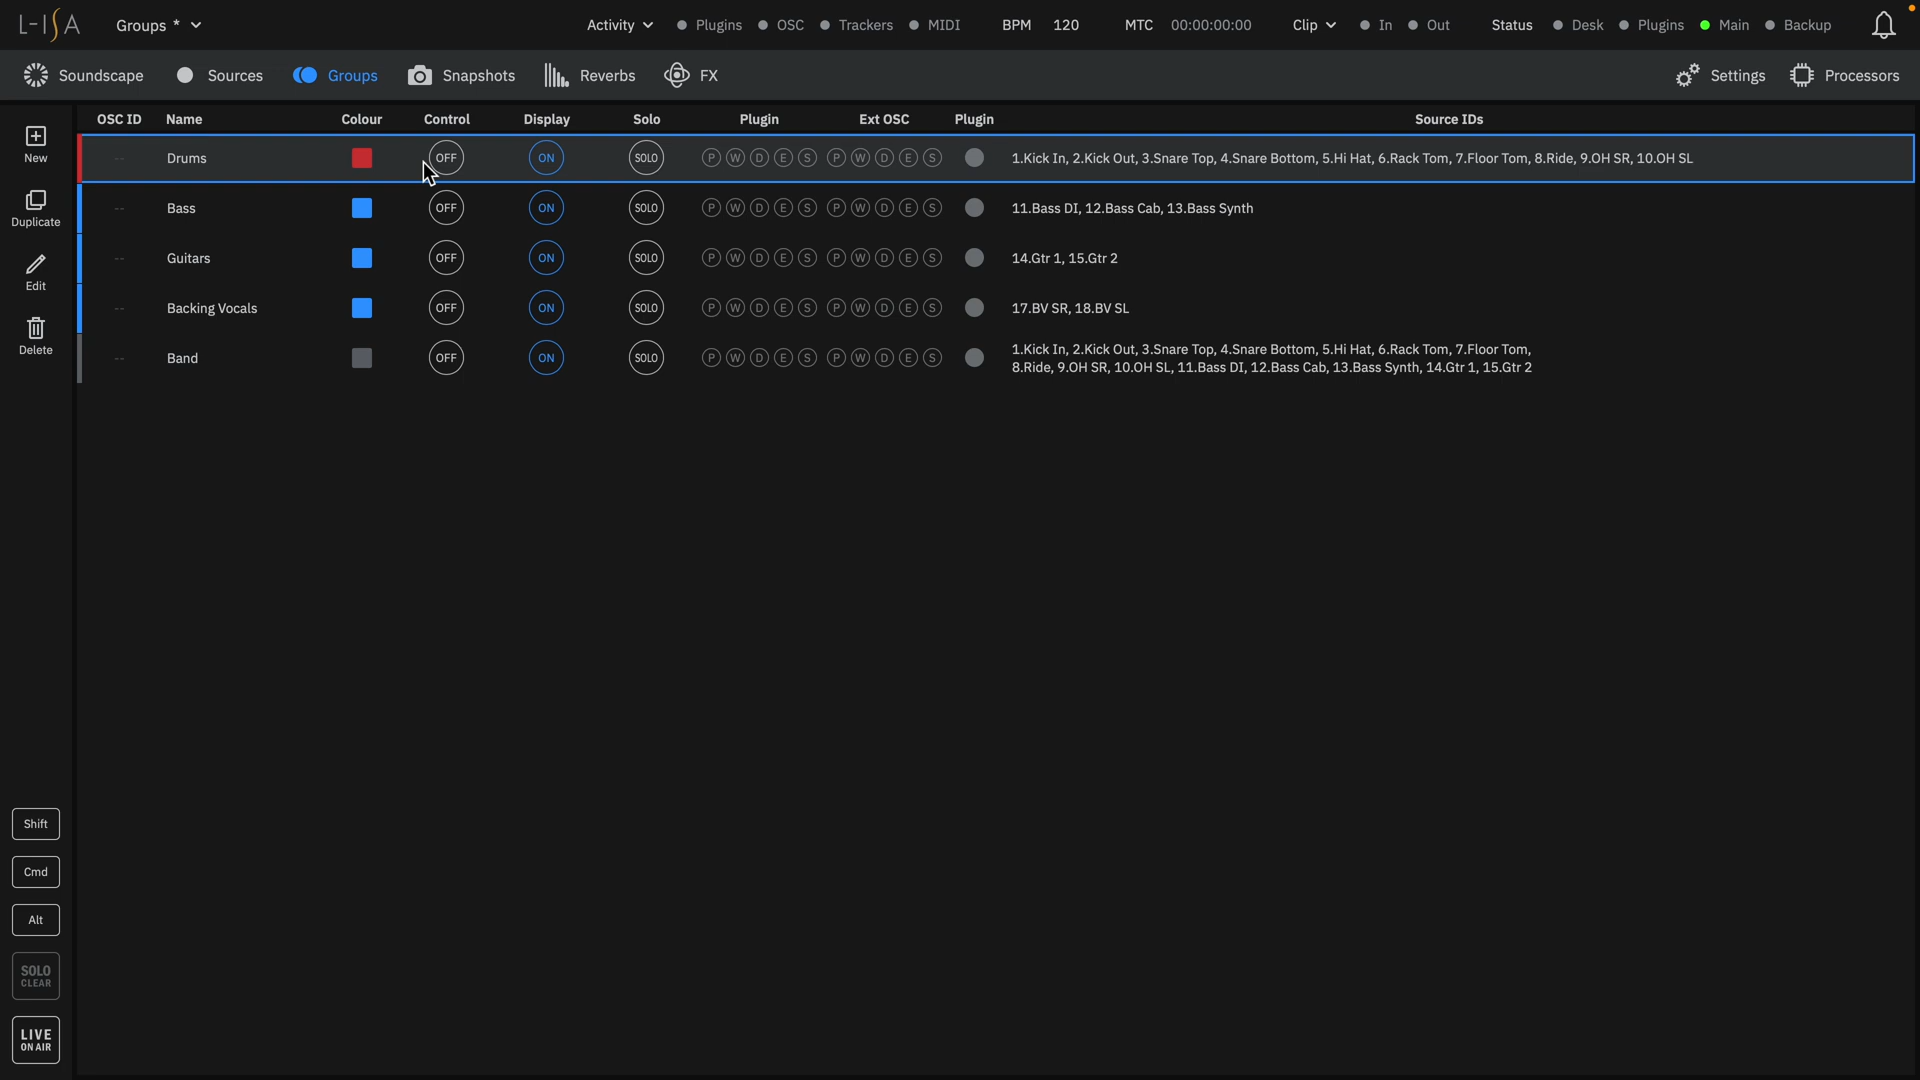 L-ISA
Groups *
Activity
Plugins
OSC
Trackers
MIDI
BPM 120
MTC 00:00:00:00
Clip
In
Out
Status
Desk
Plugins
Main
Backup
Soundscape
Sources
Groups
Snapshots
Reverbs
FX
Settings
Processors
New
Duplicate
Edit
Delete
OSC ID Name Colour Control Display Solo Plugin Ext OSC Plugin Source IDs
-- Drums OFF ON SOLO P W D E S P W D E S 1.Kick In, 2.Kick Out, 3.Snare Top, 4.Snare Bottom, 5.Hi Hat, 6.Rack Tom, 7.Floor Tom, 8.Ride, 9.OH SR, 10.OH SL
-- Bass OFF ON SOLO P W D E S P W D E S 11.Bass DI, 12.Bass Cab, 13.Bass Synth
-- Guitars OFF ON SOLO P W D E S P W D E S 14.Gtr 1, 15.Gtr 2
-- Backing Vocals OFF ON SOLO P W D E S P W D E S 17.BV SR, 18.BV SL
-- Band OFF ON SOLO P W D E S P W D E S 1.Kick In, 2.Kick Out, 3.Snare Top, 4.Snare Bottom, 5.Hi Hat, 6.Rack Tom, 7.Floor Tom,
8.Ride, 9.OH SR, 10.OH SL, 11.Bass DI, 12.Bass Cab, 13.Bass Synth, 14.Gtr 1, 15.Gtr 2
Shift
Cmd
Alt
SOLO
CLEAR
LIVE
ON AIR